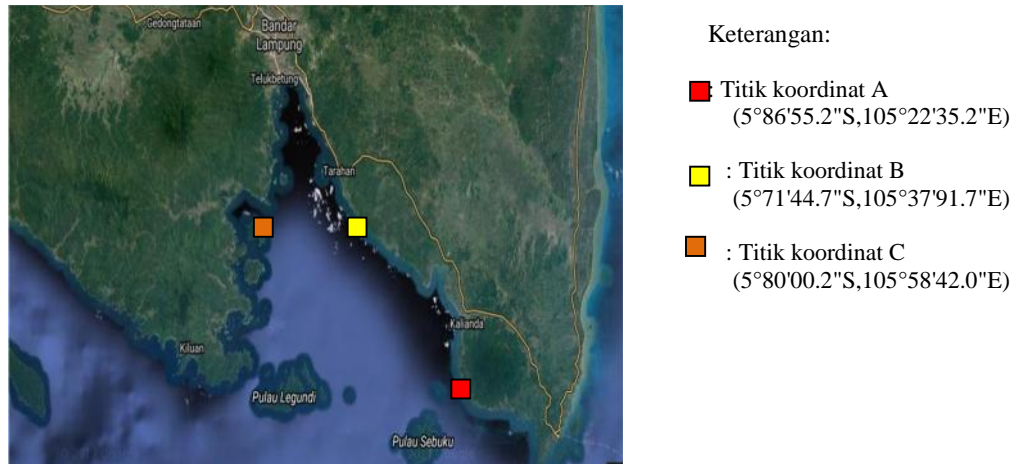 Gedongtataan
Bandar
Lampung
Telukbetung
Tarahan
Kalianda
Kiluan
Pulau Legundi
Pulau Sebuku
Keterangan:
: Titik koordinat A
(5°86'55.2"S,105°22'35.2"E)
: Titik koordinat B
(5°71'44.7"S,105°37'91.7"E)
: Titik koordinat C
(5°80'00.2"S,105°58'42.0"E)